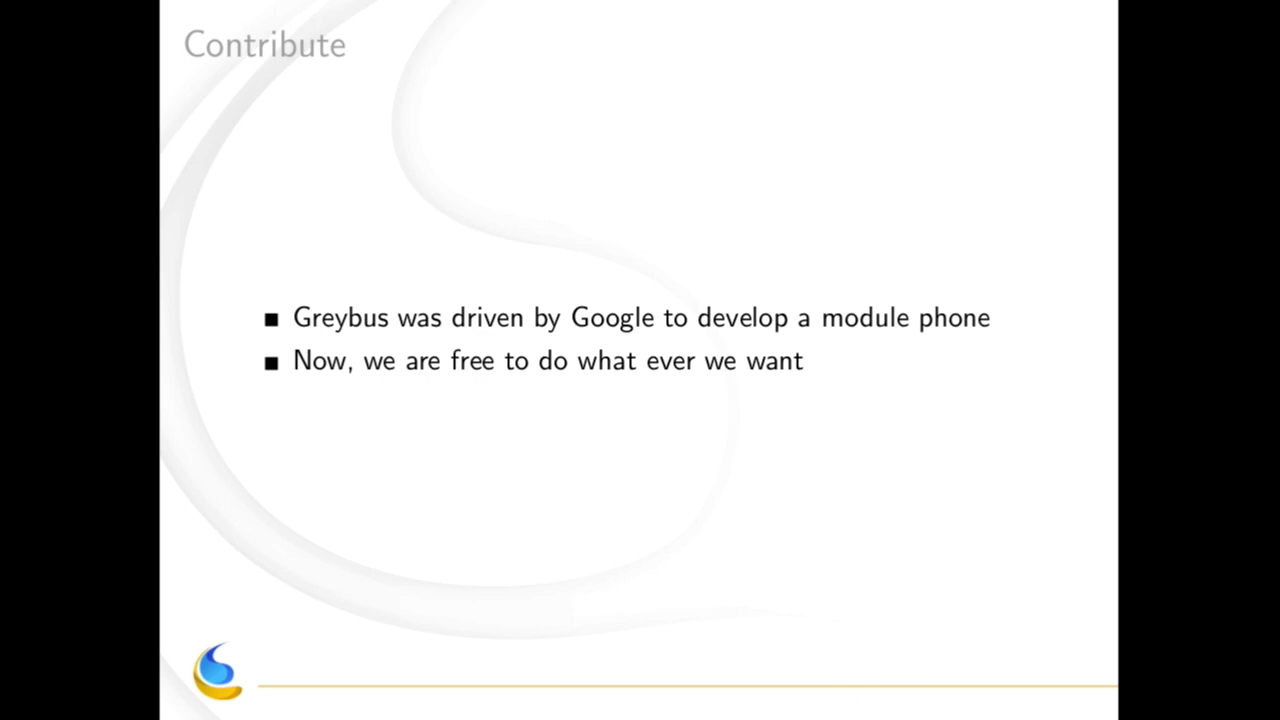 Contribute
Greybus was driven by Google to develop a module phone
Now, we are free to do what ever we want